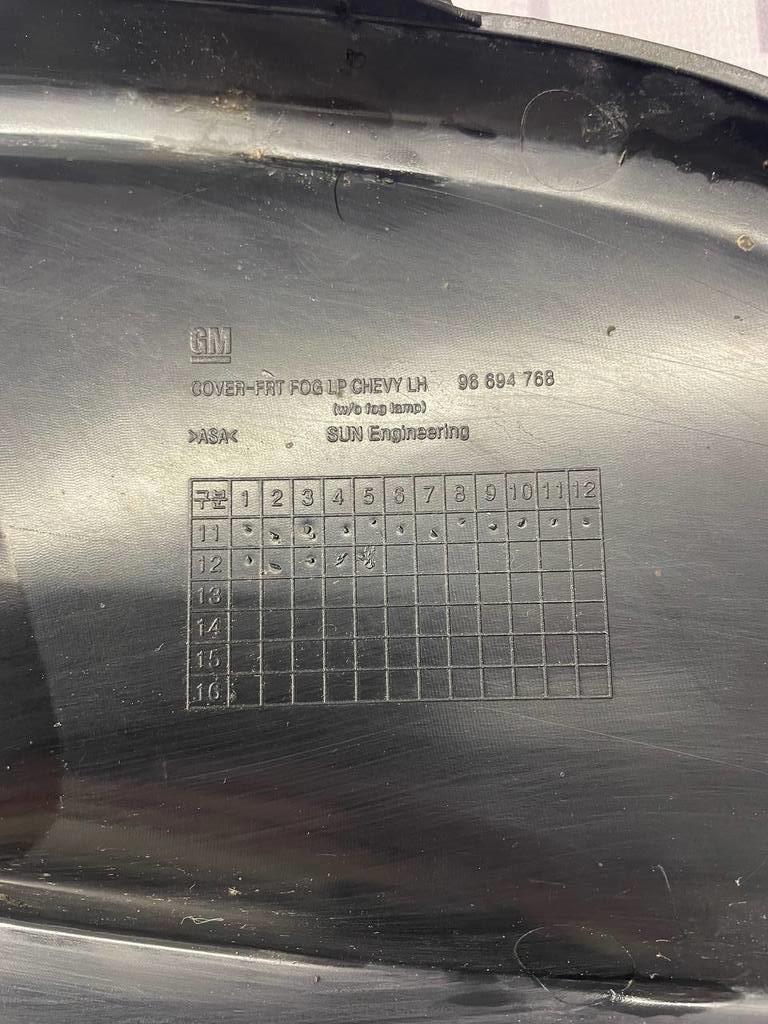 GM
COVER-FRT FOG LP CHEVY LH 96 694 768
(w/o fog lamp)
>ASA< SUN Engineering
구분 1 2 3 4 5 6 7 8 9 10 11 12
11
12
13
14
15
16